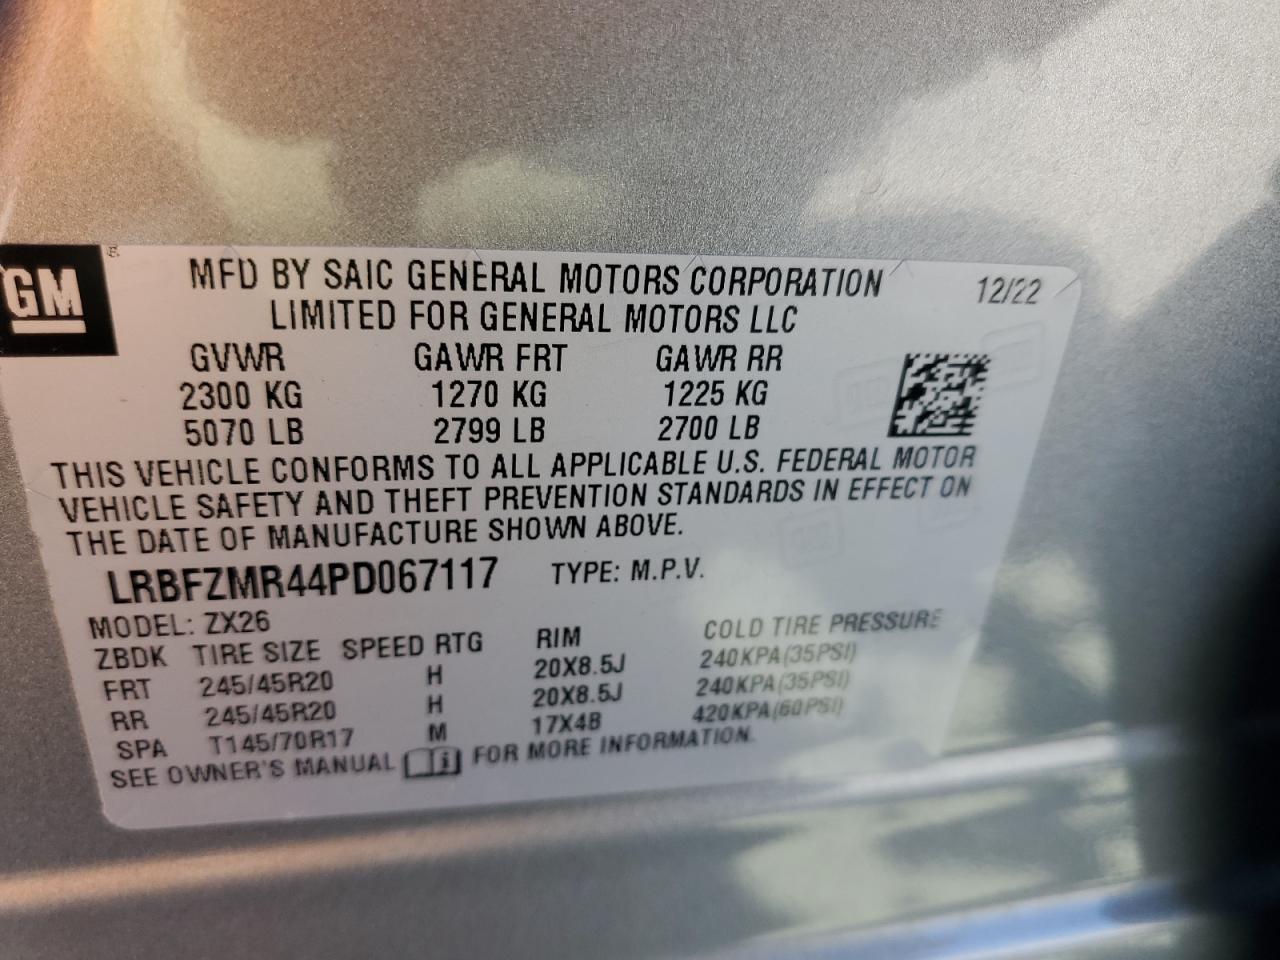 GM
MFD BY SAIC GENERAL MOTORS CORPORATION 12/22
LIMITED FOR GENERAL MOTORS LLC
GVWR GAWR FRT GAWR RR
2300 KG 1270 KG 1225 KG
5070 LB 2799 LB 2700 LB
THIS VEHICLE CONFORMS TO ALL APPLICABLE U.S. FEDERAL MOTOR
VEHICLE SAFETY AND THEFT PREVENTION STANDARDS IN EFFECT ON
THE DATE OF MANUFACTURE SHOWN ABOVE.
LRBFZMR44PD067117 TYPE: M.P.V.
MODEL: ZX26
ZBDK TIRE SIZE SPEED RTG RIM COLD TIRE PRESSURE
FRT 245/45R20 H 20X8.5J 240KPA(35PSI)
RR 245/45R20 H 20X8.5J 240KPA(35PSI)
SPA T145/70R17 M 17X4B 420KPA(60PSI)
SEE OWNER'S MANUAL i FOR MORE INFORMATION.